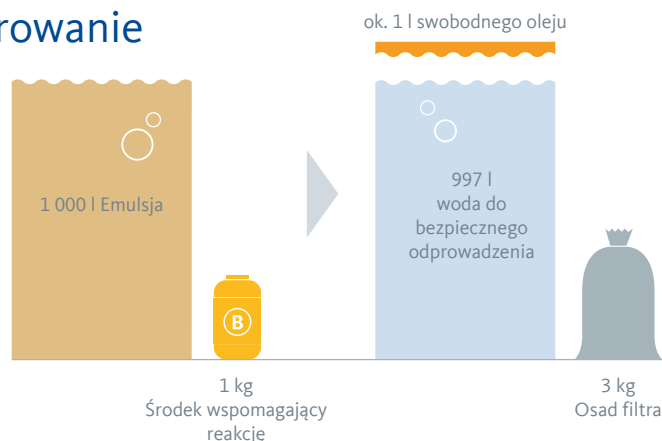 rowanie
ok. 1 l swobodnego oleju
1 000 l Emulsja
997 l
woda do
bezpiecznego
odprowadzenia
B
1 kg
Środek wspomagający
reakcję
3 kg
Osad filtra